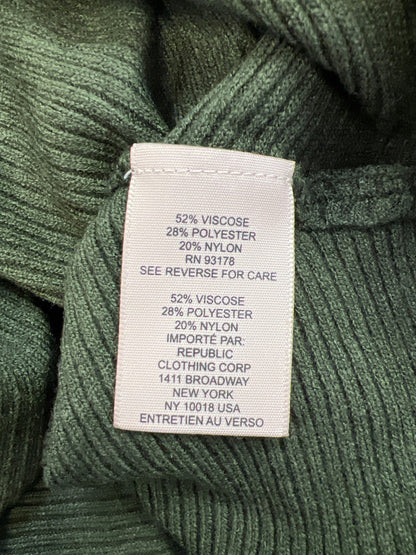 52% VISCOSE
28% POLYESTER
20% NYLON
RN 93178
SEE REVERSE FOR CARE
52% VISCOSE
28% POLYESTER
20% NYLON
IMPORTÉ PAR:
REPUBLIC
CLOTHING CORP
1411 BROADWAY
NEW YORK
NY 10018 USA
ENTRETIEN AU VERSO